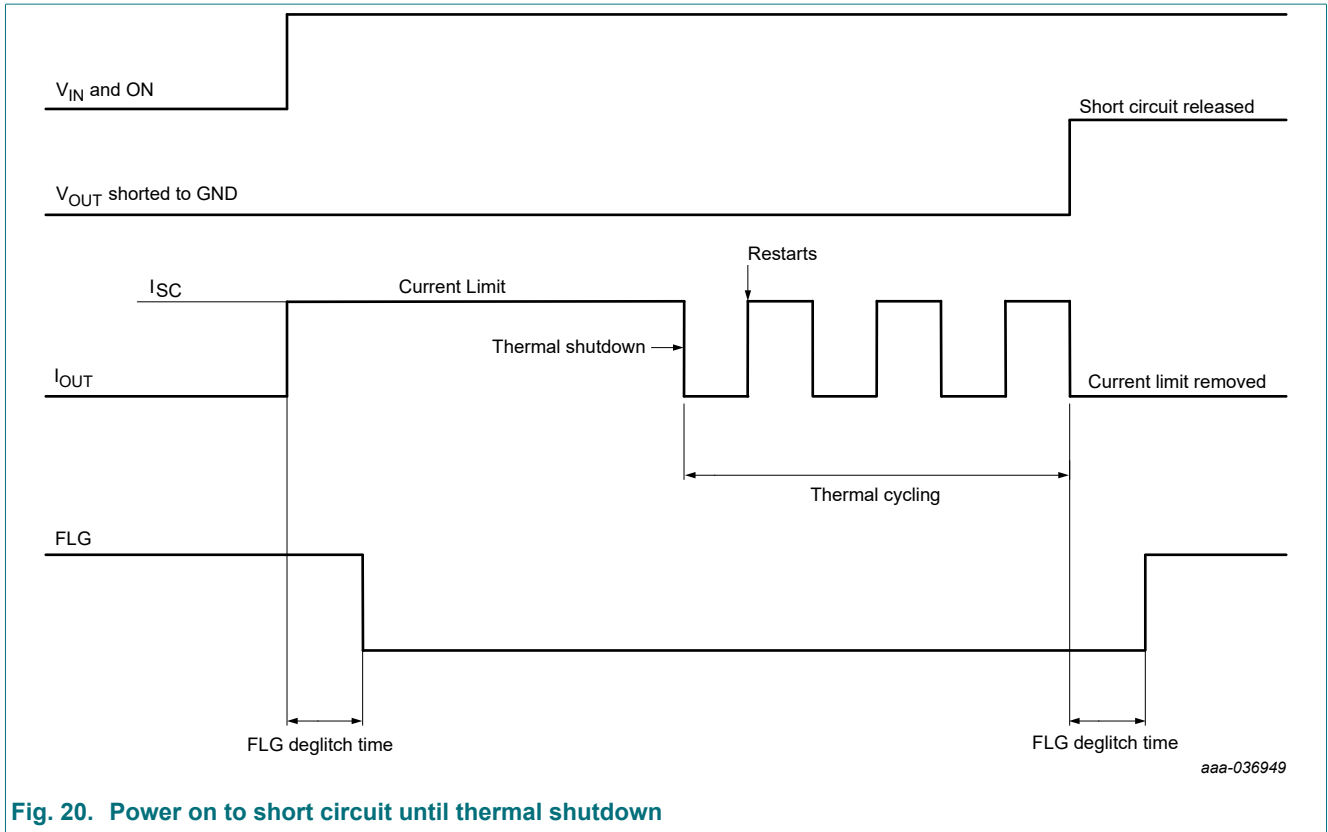 V_IN and ON
Short circuit released
V_OUT shorted to GND
Restarts
I_SC
Current Limit
Thermal shutdown
I_OUT
Current limit removed
Thermal cycling
FLG
FLG deglitch time
FLG deglitch time
aaa-036949
Fig. 20. Power on to short circuit until thermal shutdown